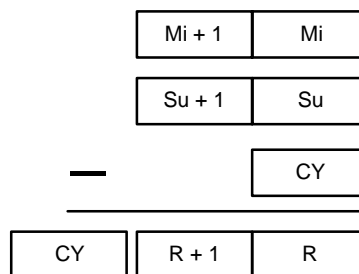 Mi + 1 Mi
Su + 1 Su
— CY
CY R + 1 R